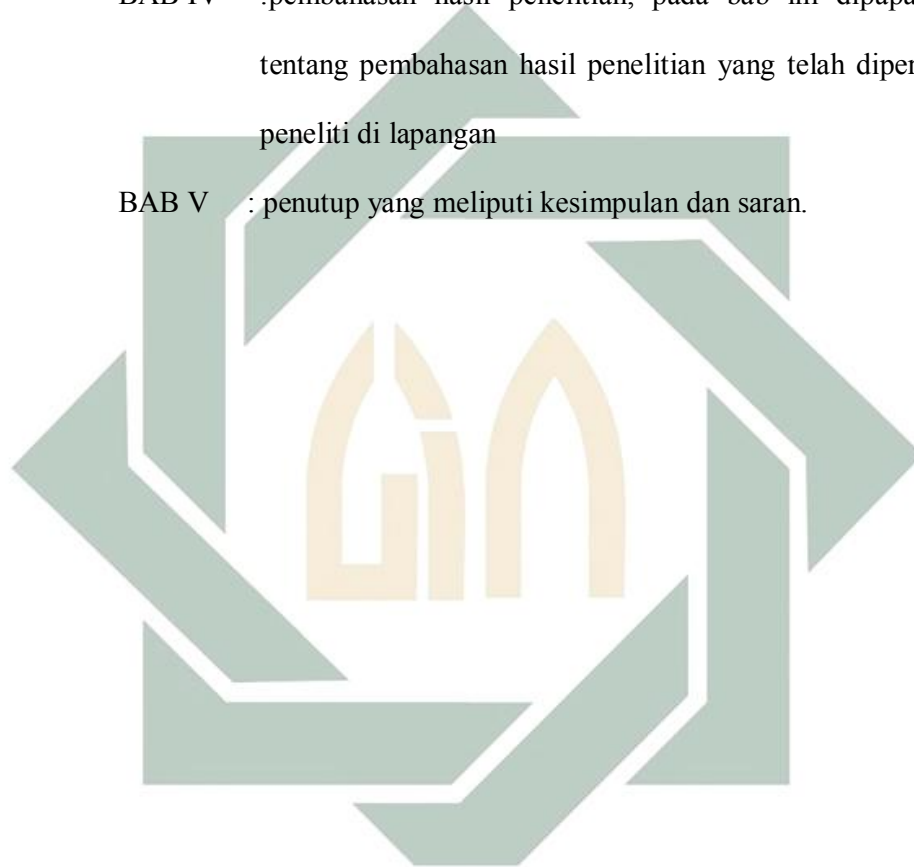 BAB IV :pembahasan hasil penelitian, pada bab ini
tentang pembahasan hasil penelitian yang telah
peneliti di lapangan
BAB V : penutup yang meliputi kesimpulan dan saran.